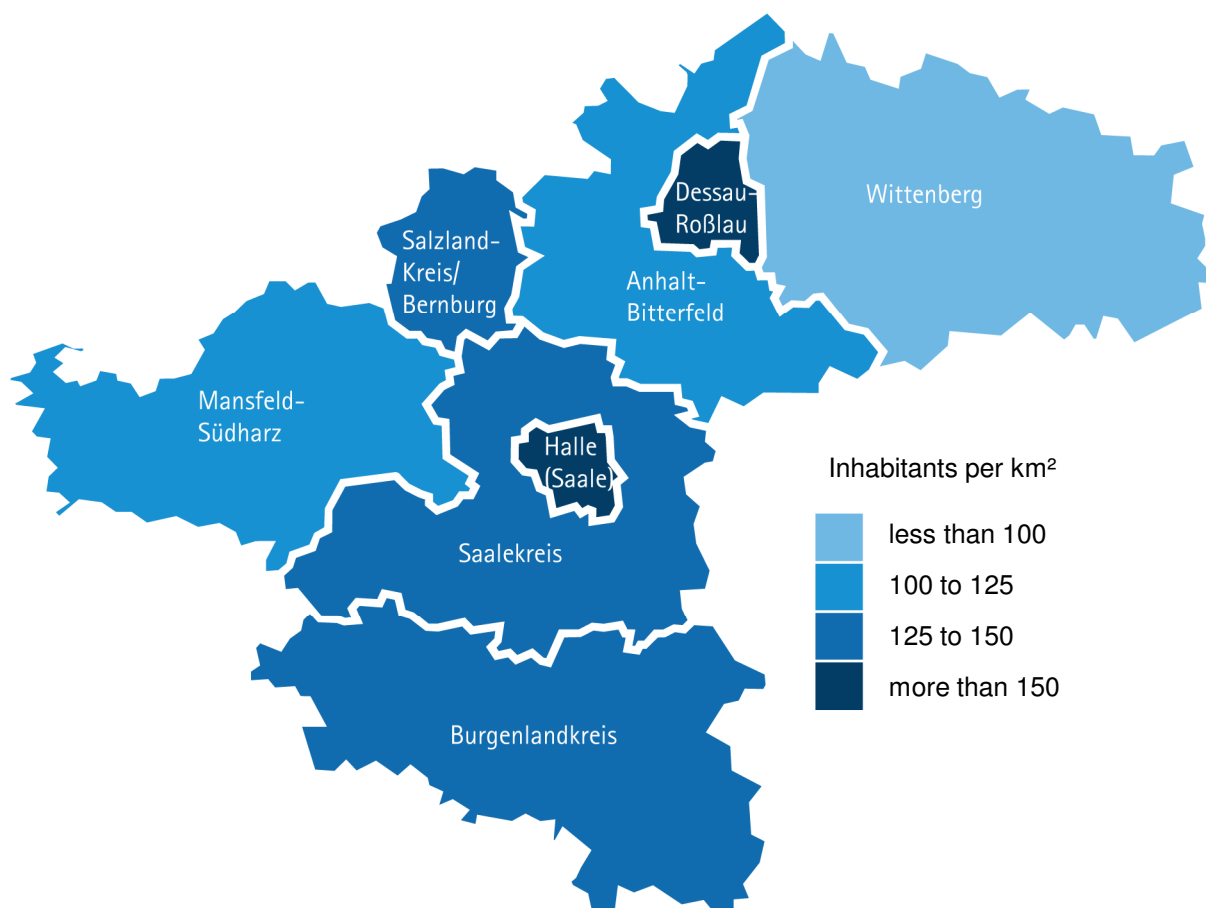 Dessau-
Roßlau
Wittenberg
Salzland-
Kreis/
Bernburg
Anhalt-
Bitterfeld
Mansfeld-
Südharz
Halle
(Saale)
Saalekreis
Burgenlandkreis
Inhabitants per km²
less than 100
100 to 125
125 to 150
more than 150